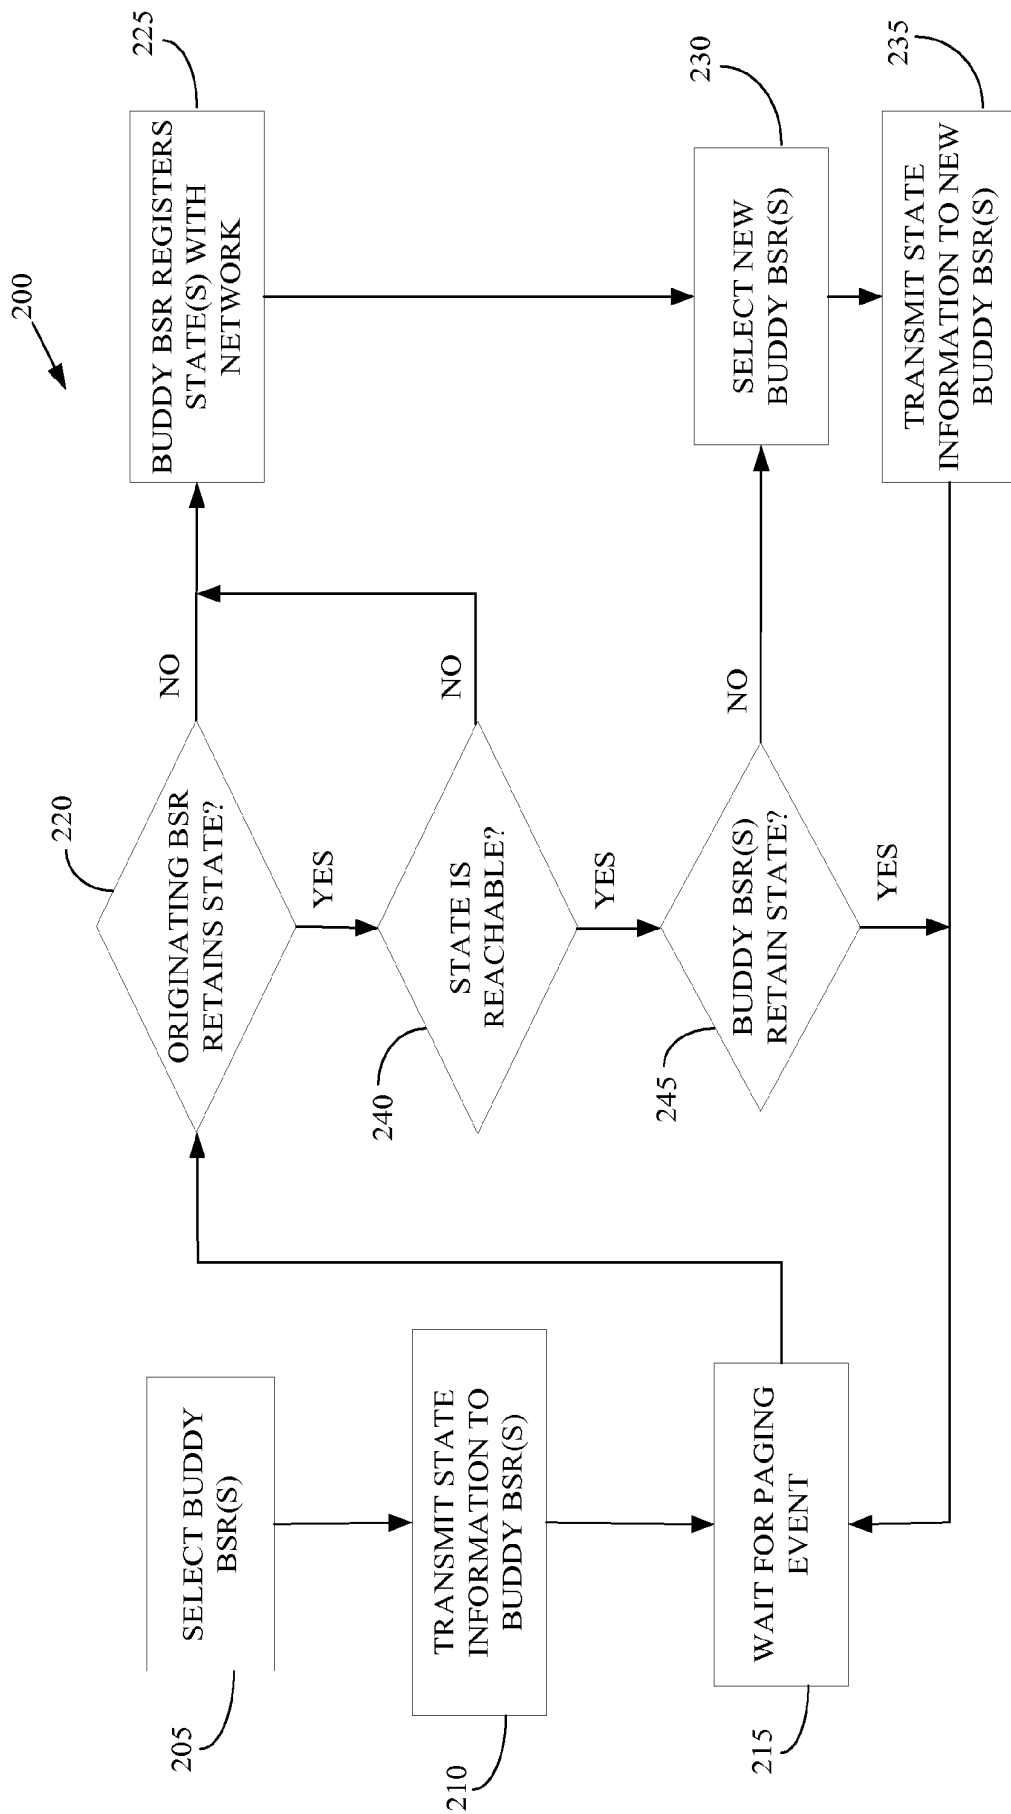 200
205
SELECT BUDDY
BSR(S)
210
TRANSMIT STATE
INFORMATION TO
BUDDY BSR(S)
215
WAIT FOR PAGING
EVENT
220
ORIGINATING BSR
RETAINS STATE?
NO
YES
240
STATE IS
REACHABLE?
NO
YES
245
BUDDY BSR(S)
RETAIN STATE?
NO
YES
225
BUDDY BSR REGISTERS
STATE(S) WITH
NETWORK
230
SELECT NEW
BUDDY BSR(S)
235
TRANSMIT STATE
INFORMATION TO NEW
BUDDY BSR(S)